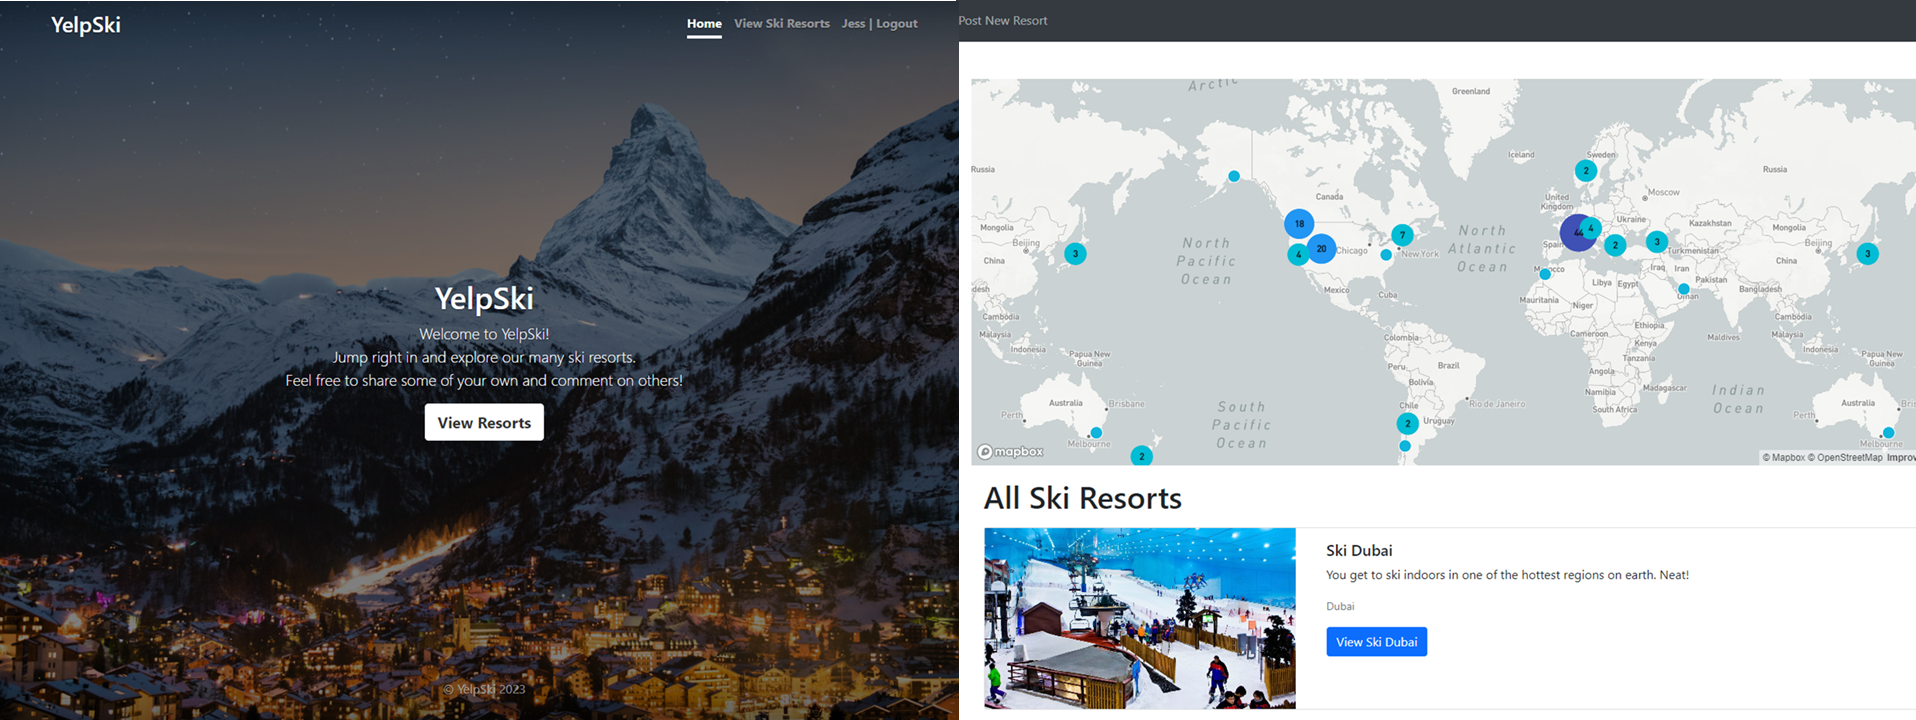 YelpSki
Home View Ski Resorts Jess | Logout
YelpSki
Welcome to YelpSki!
Jump right in and explore our many ski resorts.
Feel free to share some of your own and comment on others!
View Resorts
© YelpSki 2023
Post New Resort
Arctic
Greenland
Iceland
Sweden
Russia
Russia
2
Moscow
Canada
United
Kingdom
18
Ukraine
Kazakhstan
Mongolia
Mongolia
North
Pacific
Ocean
7
North
Atlantic
Ocean
44
4
Beijing
Beijing
3
4
20
Chicago
New York
Spain
2
3
Turkmenistan
3
China
China
Iraq
Iran
Morocco
Pakistan
Bangladesh
Libya
Egypt
Oman
Mexico
Cuba
Mauritania
Niger
Cambodia
Cambodia
Ethiopia
Malaysia
Malaysia
Colombia
Cameroon
Kenya
Maldives
Indonesia
Indonesia
Papua New
Guinea
Papua New
Guinea
Tanzania
Peru
Brazil
Angola
Bolivia
Namibia
Madagascar
Indian
Ocean
Australia
Brisbane
Australia
Bris
Perth
Perth
South
Pacific
Ocean
Chile
Rio de Janeiro
South Africa
2
Uruguay
Melbourne
Melbourne
2
mapbox
© Mapbox © OpenStreetMap Improv
All Ski Resorts
Ski Dubai
You get to ski indoors in one of the hottest regions on earth. Neat!
Dubai
View Ski Dubai